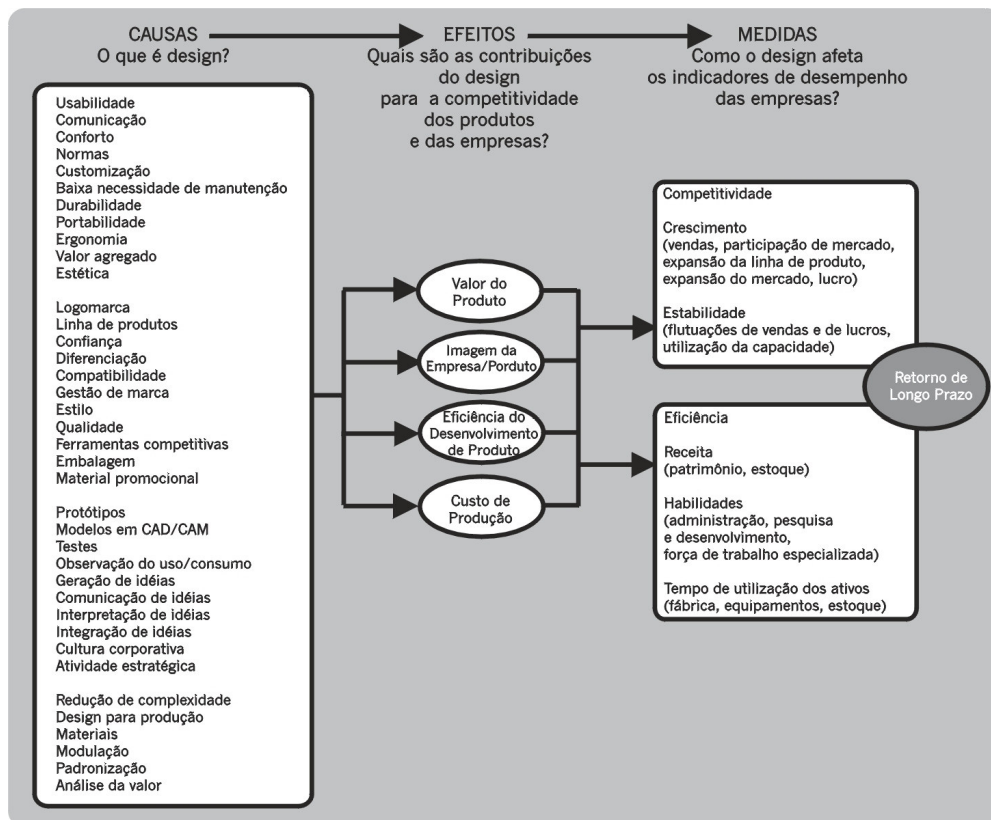 CAUSAS
O que é design?
EFEITOS
Quais são as contribuições
do design
para a competitividade
dos produtos
e das empresas?
MEDIDAS
Como o design afeta
os indicadores de desempenho
das empresas?
Usabilidade
Comunicação
Conforto
Normas
Customização
Baixa necessidade de manutenção
Durabilidade
Portabilidade
Ergonomia
Valor agregado
Estética
Logomarca
Linha de produtos
Confiança
Diferenciação
Compatibilidade
Gestão de marca
Estilo
Qualidade
Ferramentas competitivas
Embalagem
Material promocional
Protótipos
Modelos em CAD/CAM
Testes
Observação do uso/consumo
Geração de idéias
Comunicação de idéias
Interpretação de idéias
Integração de idéias
Cultura corporativa
Atividade estratégica
Redução de complexidade
Design para produção
Materiais
Modulação
Padronização
Análise da valor
Valor do
Produto
Imagem da
Empresa/Porduto
Eficiência do
Desenvolvimento
de Produto
Custo de
Produção
Competitividade
Crescimento
(vendas, participação de mercado,
expansão da linha de produto,
expansão do mercado, lucro)
Estabilidade
(flutuações de vendas e de lucros,
utilização da capacidade)
Eficiência
Receita
(patrimônio, estoque)
Habilidades
(administração, pesquisa
e desenvolvimento,
força de trabalho especializada)
Tempo de utilização dos ativos
(fábrica, equipamentos, estoque)
Retorno de
Longo Prazo